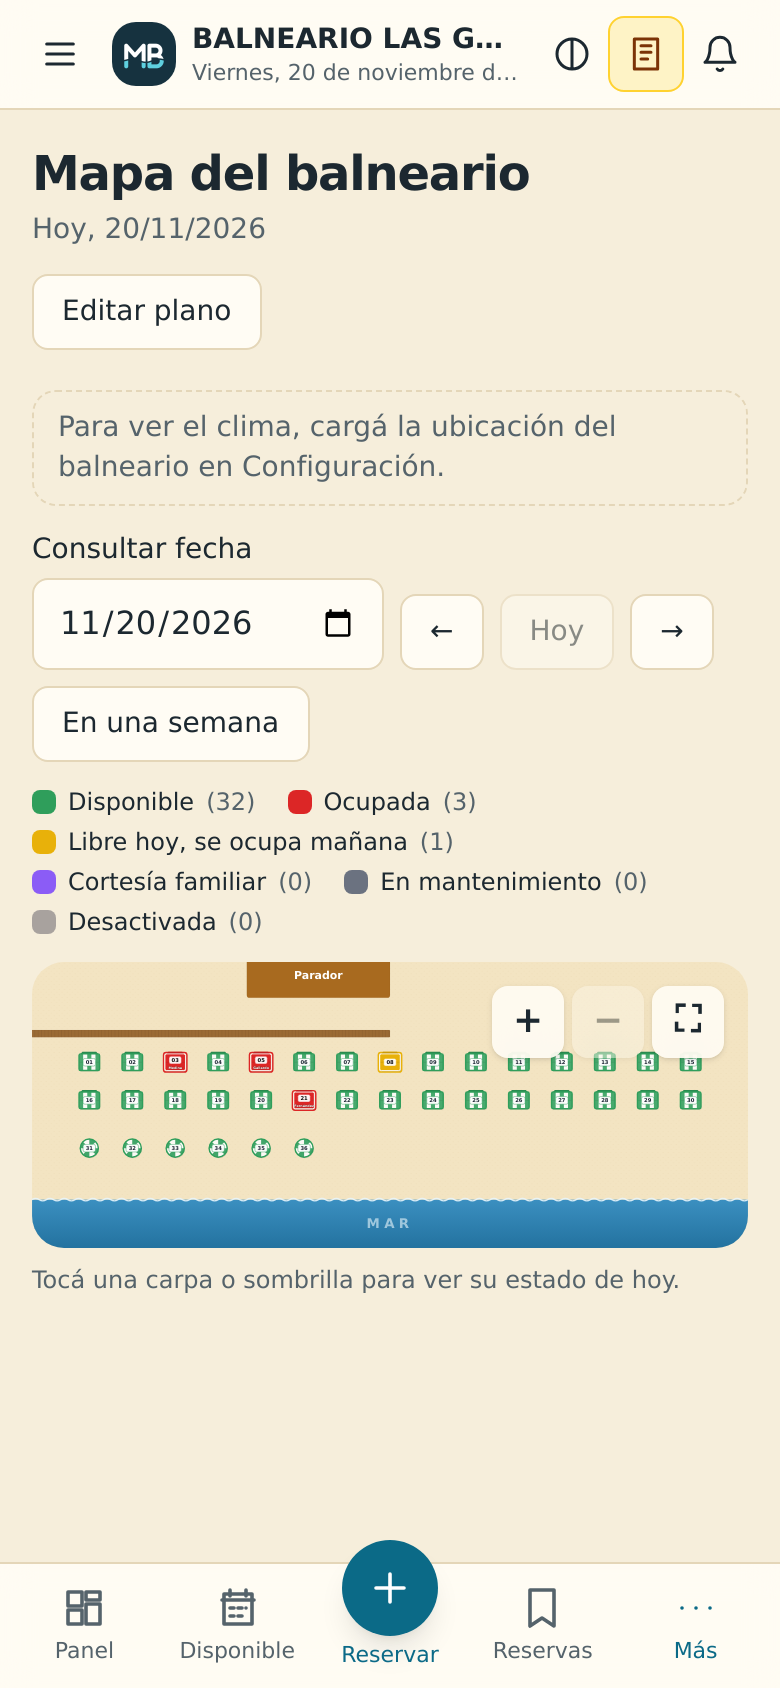 MB
BALNEARIO LAS G...
Viernes, 20 de noviembre d...
Mapa del balneario
Hoy, 20/11/2026
Editar plano
Para ver el clima, cargá la ubicación del
balneario en Configuración.
Consultar fecha
11/20/2026
←
Hoy
→
En una semana
Disponible (32)
Ocupada (3)
Libre hoy, se ocupa mañana (1)
Cortesía familiar (0)
En mantenimiento (0)
Desactivada (0)
Parador
+
−
01 02 03 04 05 06 07 08 09 10 11 12 13 14 15
16 17 18 19 20 21 22 23 24 25 26 27 28 29 30
31 32 33 34 35 36
MAR
Tocá una carpa o sombrilla para ver su estado de hoy.
Panel
Disponible
Reservar
Reservas
Más